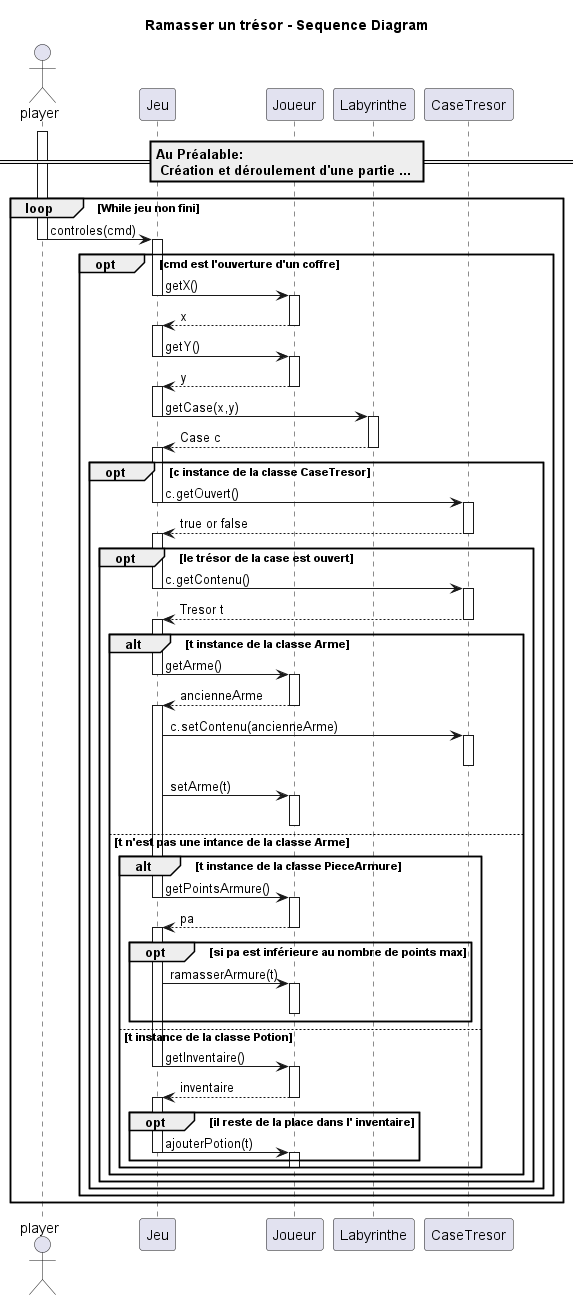 Ramasser un trésor - Sequence Diagram
player
Jeu
Joueur
Labyrinthe
CaseTresor
Au Préalable:
Création et déroulement d'une partie ...
loop [While jeu non fini]
controles(cmd)
opt [cmd est l'ouverture d'un coffre]
getX()
x
getY()
y
getCase(x,y)
Case c
opt [c instance de la classe CaseTresor]
c.getOuvert()
true or false
opt [le trésor de la case est ouvert]
c.getContenu()
Tresor t
alt [t instance de la classe Arme]
getArme()
ancienneArme
c.setContenu(ancienneArme)
setArme(t)
[t n'est pas une intance de la classe Arme]
alt [t instance de la classe PieceArmure]
getPointsArmure()
pa
opt [si pa est inférieure au nombre de points max]
ramasserArmure(t)
[t instance de la classe Potion]
getInventaire()
inventaire
opt [il reste de la place dans l' inventaire]
ajouterPotion(t)
player
Jeu
Joueur
Labyrinthe
CaseTresor